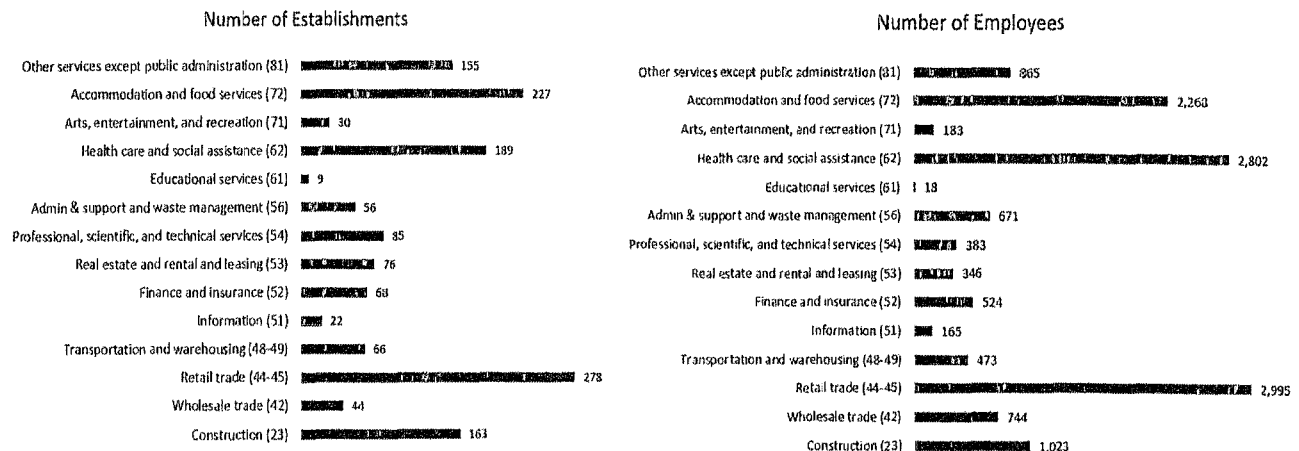 Number of Establishments
Other services except public administration (81) 155
Accommodation and food services (72) 227
Arts, entertainment, and recreation (71) 30
Health care and social assistance (62) 189
Educational services (61) 9
Admin & support and waste management (56) 56
Professional, scientific, and technical services (54) 85
Real estate and rental and leasing (53) 76
Finance and insurance (52) 68
Information (51) 22
Transportation and warehousing (48-49) 66
Retail trade (44-45) 278
Wholesale trade (42) 44
Construction (23) 163
Number of Employees
Other services except public administration (81) 865
Accommodation and food services (72) 2,268
Arts, entertainment, and recreation (71) 183
Health care and social assistance (62) 2,802
Educational services (61) 18
Admin & support and waste management (56) 671
Professional, scientific, and technical services (54) 383
Real estate and rental and leasing (53) 346
Finance and insurance (52) 524
Information (51) 165
Transportation and warehousing (48-49) 473
Retail trade (44-45) 2,995
Wholesale trade (42) 744
Construction (23) 1,023